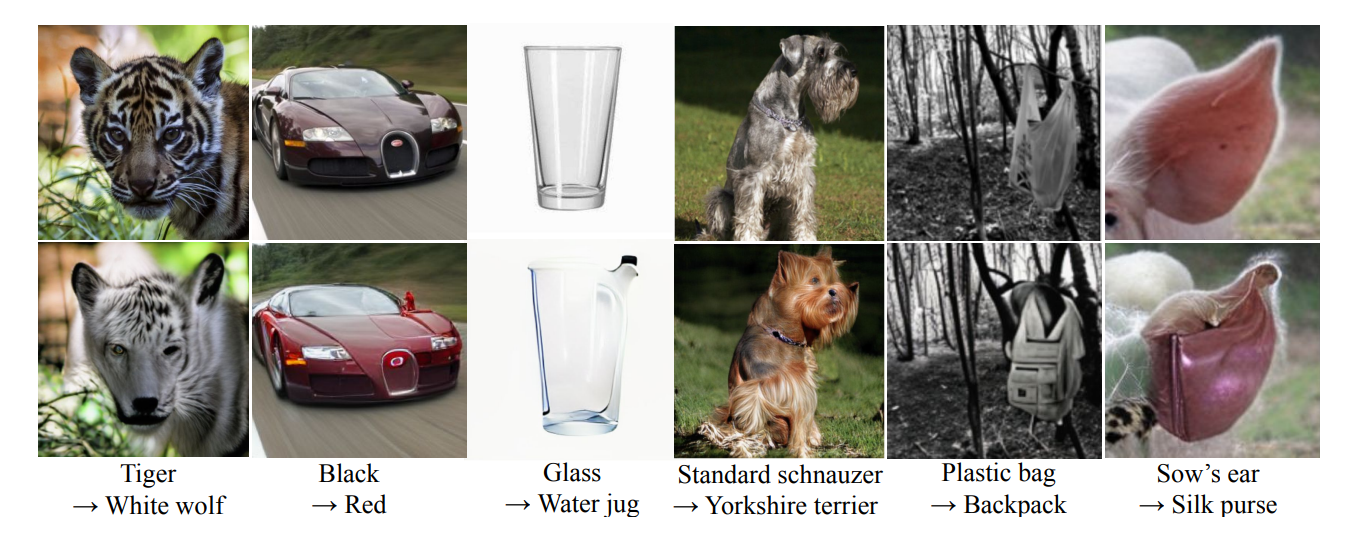 Tiger
→ White wolf
Black
→ Red
Glass
→ Water jug
Standard schnauzer
→ Yorkshire terrier
Plastic bag
→ Backpack
Sow’s ear
→ Silk purse